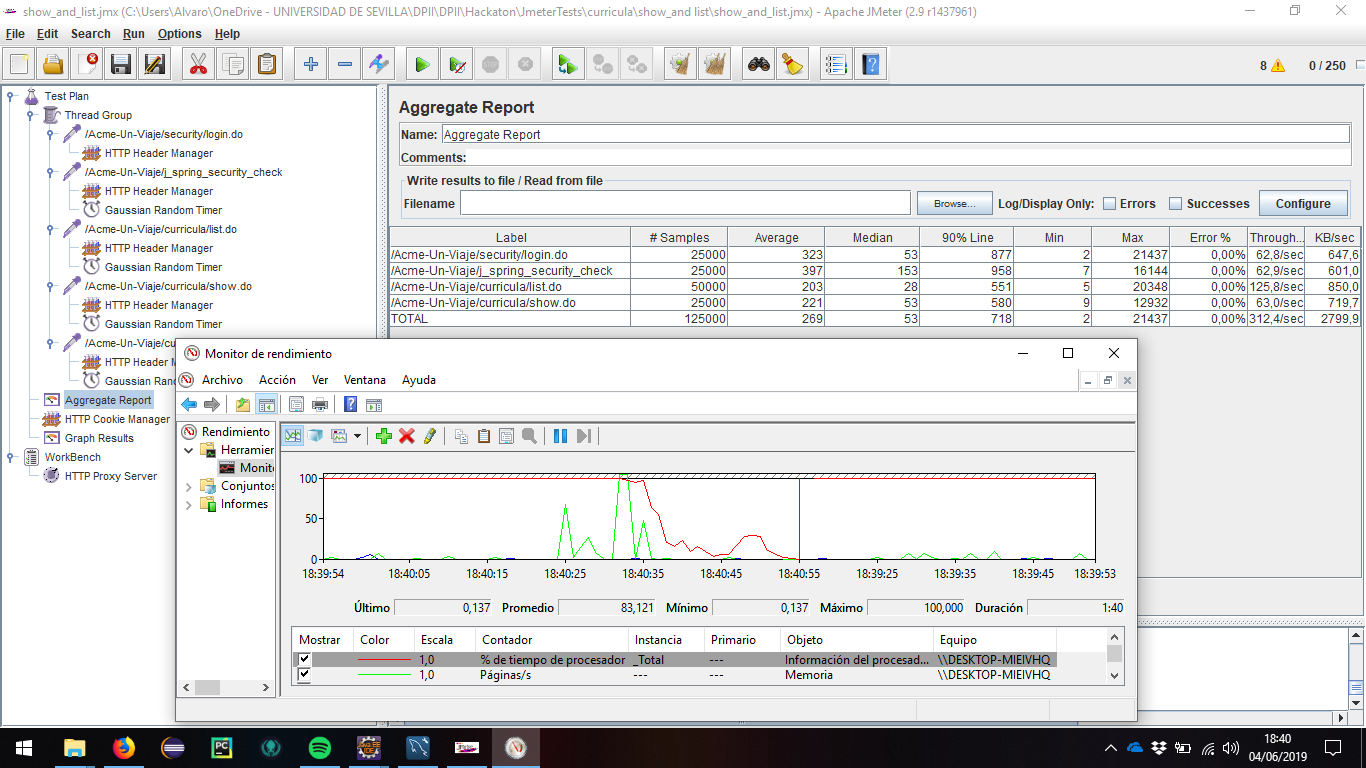 show_and_list.jmx (C:\Users\Alvaro\OneDrive - UNIVERSIDAD DE SEVILLA\DPII\DPII\Hackaton\JmeterTests\curricula\show_and list\show_and_list.jmx) - Apache JMeter (2.9 r1437961)
File Edit Search Run Options Help
8 0 / 250
Test Plan
Thread Group
/Acme-Un-Viaje/security/login.do
HTTP Header Manager
/Acme-Un-Viaje/j_spring_security_check
HTTP Header Manager
Gaussian Random Timer
/Acme-Un-Viaje/curricula/list.do
HTTP Header Manager
Gaussian Random Timer
/Acme-Un-Viaje/curricula/show.do
HTTP Header Manager
Gaussian Random Timer
/Acme-Un-Viaje/cu
HTTP Header M
Gaussian Rand
Aggregate Report
HTTP Cookie Manager
Graph Results
WorkBench
HTTP Proxy Server
Aggregate Report
Name: Aggregate Report
Comments:
Write results to file / Read from file
Filename Browse... Log/Display Only: Errors Successes Configure
Label # Samples Average Median 90% Line Min Max Error % Through... KB/sec
/Acme-Un-Viaje/security/login.do 25000 323 53 877 2 21437 0,00% 62,8/sec 647,6
/Acme-Un-Viaje/j_spring_security_check 25000 397 153 958 7 16144 0,00% 62,9/sec 601,0
/Acme-Un-Viaje/curricula/list.do 50000 203 28 551 5 20348 0,00% 125,8/sec 850,0
/Acme-Un-Viaje/curricula/show.do 25000 221 53 580 9 12932 0,00% 63,0/sec 719,7
TOTAL 125000 269 53 718 2 21437 0,00% 312,4/sec 2799,9
Monitor de rendimiento
Archivo Acción Ver Ventana Ayuda
Rendimiento
Herramier
Monito
Conjuntos
Informes
100
50
0
18:39:54 18:40:05 18:40:15 18:40:25 18:40:35 18:40:45 18:40:55 18:39:25 18:39:35 18:39:45 18:39:53
Último 0,137 Promedio 83,121 Mínimo 0,137 Máximo 100,000 Duración 1:40
Mostrar Color Escala Contador Instancia Primario Objeto Equipo
1,0 % de tiempo de procesador _Total --- Información del procesad... \\DESKTOP-MIEIVHQ
1,0 Páginas/s --- --- Memoria \\DESKTOP-MIEIVHQ
18:40
04/06/2019